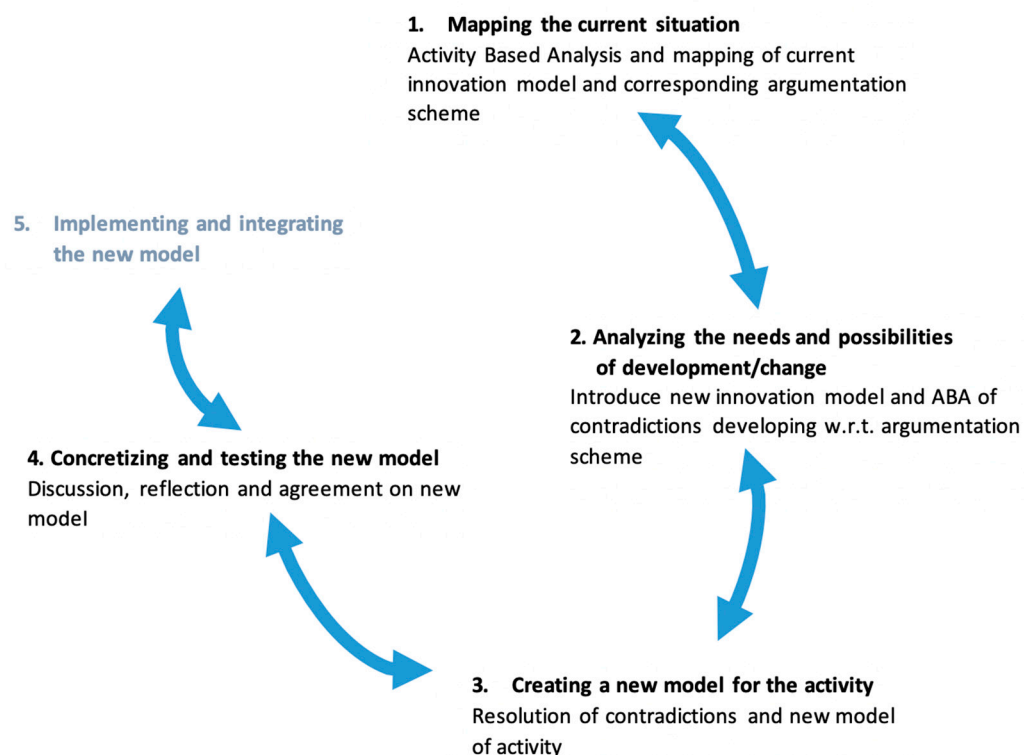 1. Mapping the current situation
Activity Based Analysis and mapping of current
innovation model and corresponding argumentation
scheme
2. Analyzing the needs and possibilities
of development/change
Introduce new innovation model and ABA of
contradictions developing w.r.t. argumentation
scheme
3. Creating a new model for the activity
Resolution of contradictions and new model
of activity
4. Concretizing and testing the new model
Discussion, reflection and agreement on new
model
5. Implementing and integrating
the new model